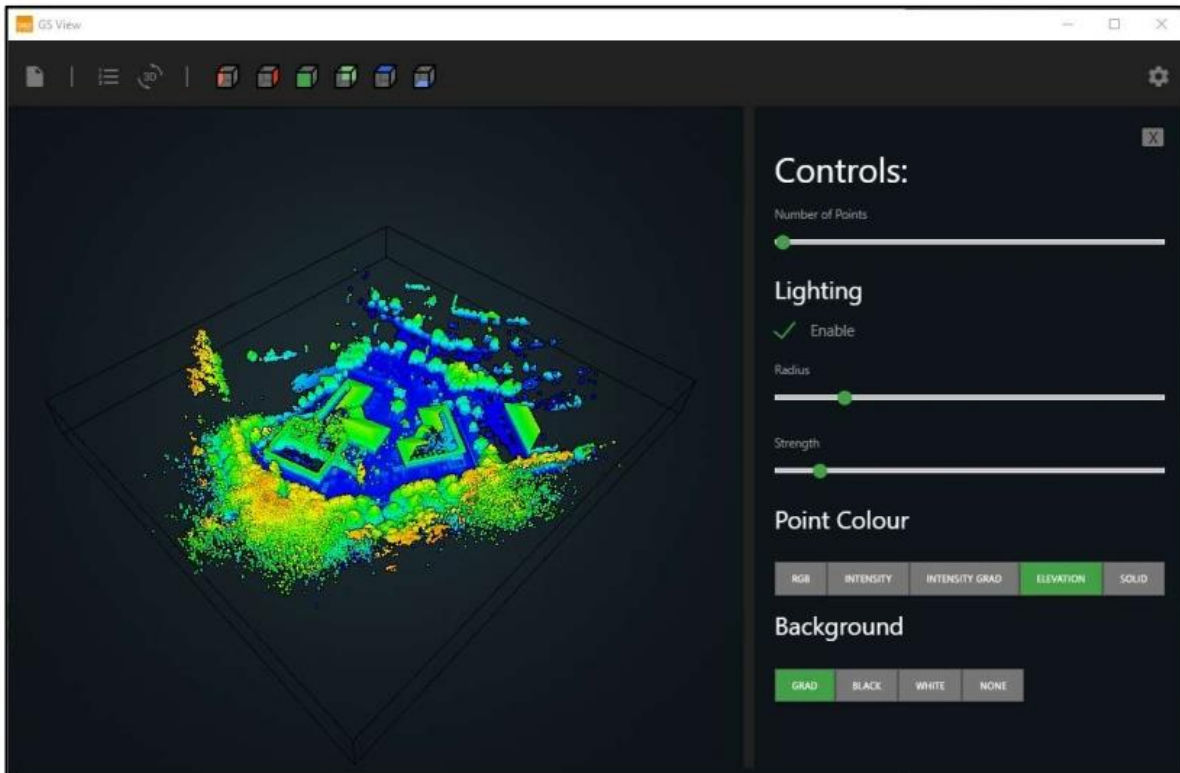 GS View
3D
X
Controls:
Number of Points
Lighting
Enable
Radius
Strength
Point Colour
RGB INTENSITY INTENSITY GRAD ELEVATION SOLID
Background
GRAD BLACK WHITE NONE